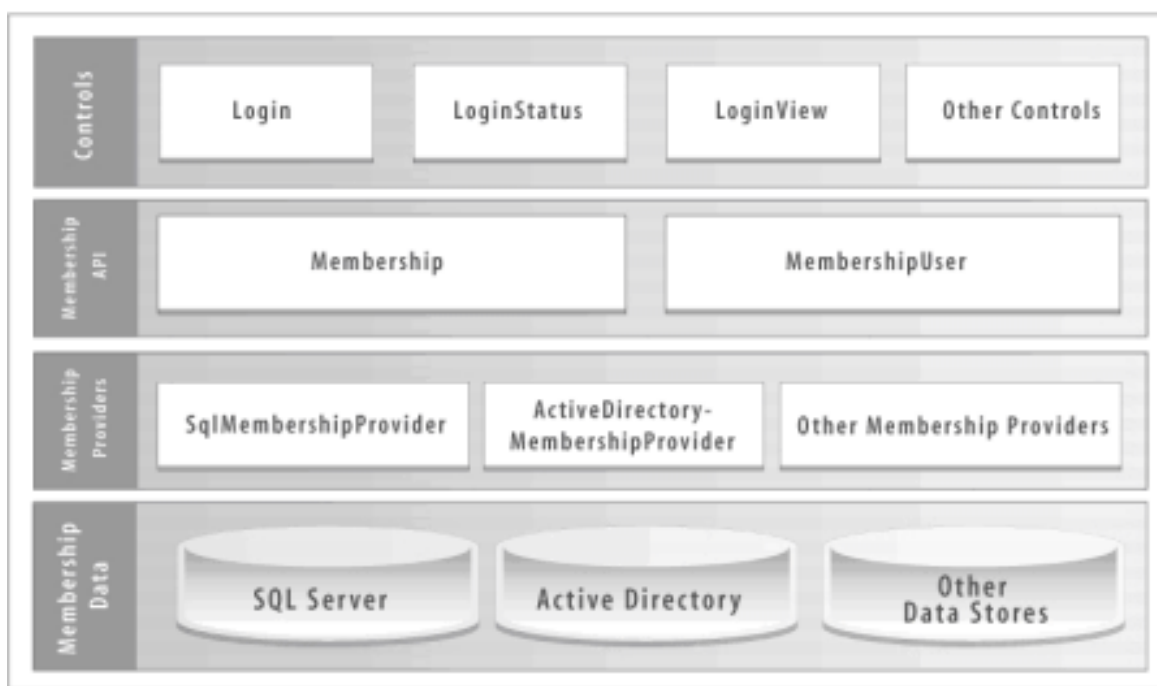 Controls
Login
LoginStatus
LoginView
Other Controls
Membership
API
Membership
MembershipUser
Membership
Providers
SqlMembershipProvider
ActiveDirectory-
MembershipProvider
Other Membership Providers
Membership
Data
SQL Server
Active Directory
Other
Data Stores